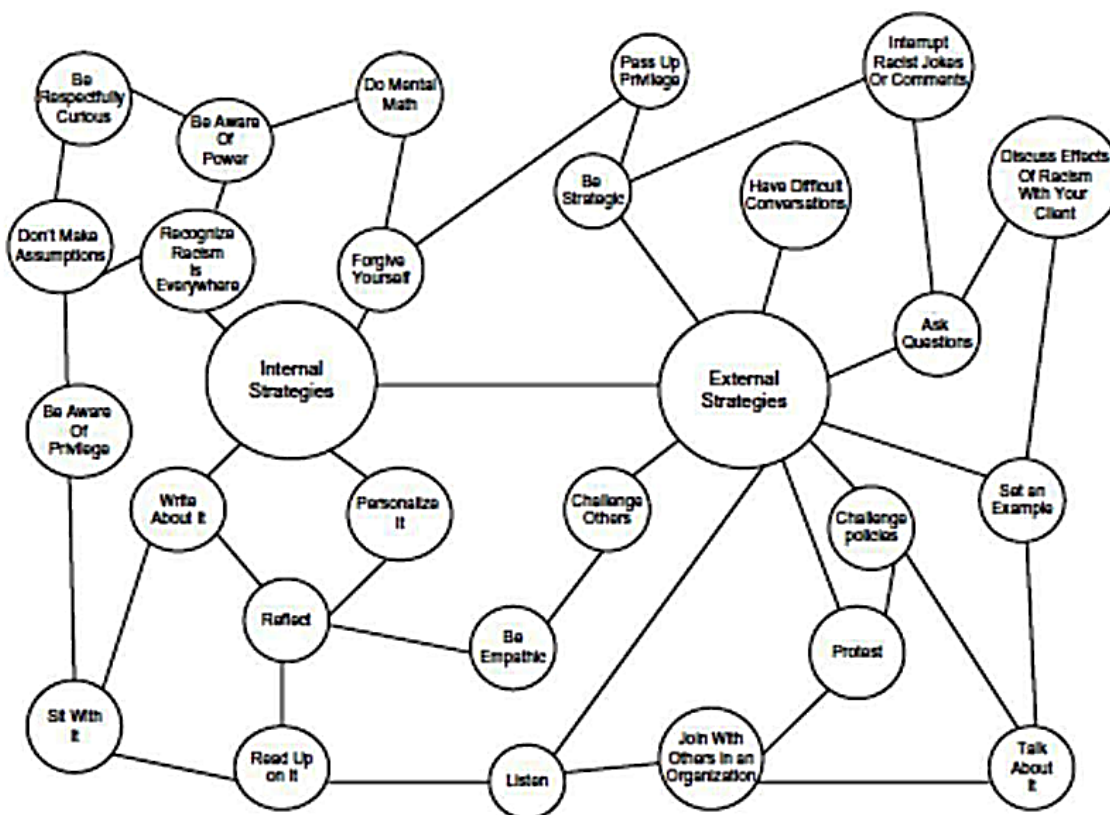 Be
Respectfully
Curious
Be Aware
Of
Power
Do Mental
Math
Pass Up
Privilege
Interrupt
Racist Jokes
Or Comments
Be
Strategic
Have Difficult
Conversations
Discuss Effects
Of Racism
With Your
Client
Don't Make
Assumptions
Recognize
Racism
Is
Everywhere
Forgive
Yourself
Ask
Questions
Internal
Strategies
External
Strategies
Be Aware
Of
Privilege
Write
About It
Personalize
It
Challenge
Others
Challenge
policies
Set an
Example
Reflect
Be
Empathic
Protest
Sit With
It
Read Up
on It
Listen
Join With
Others in an
Organization
Talk
About
It